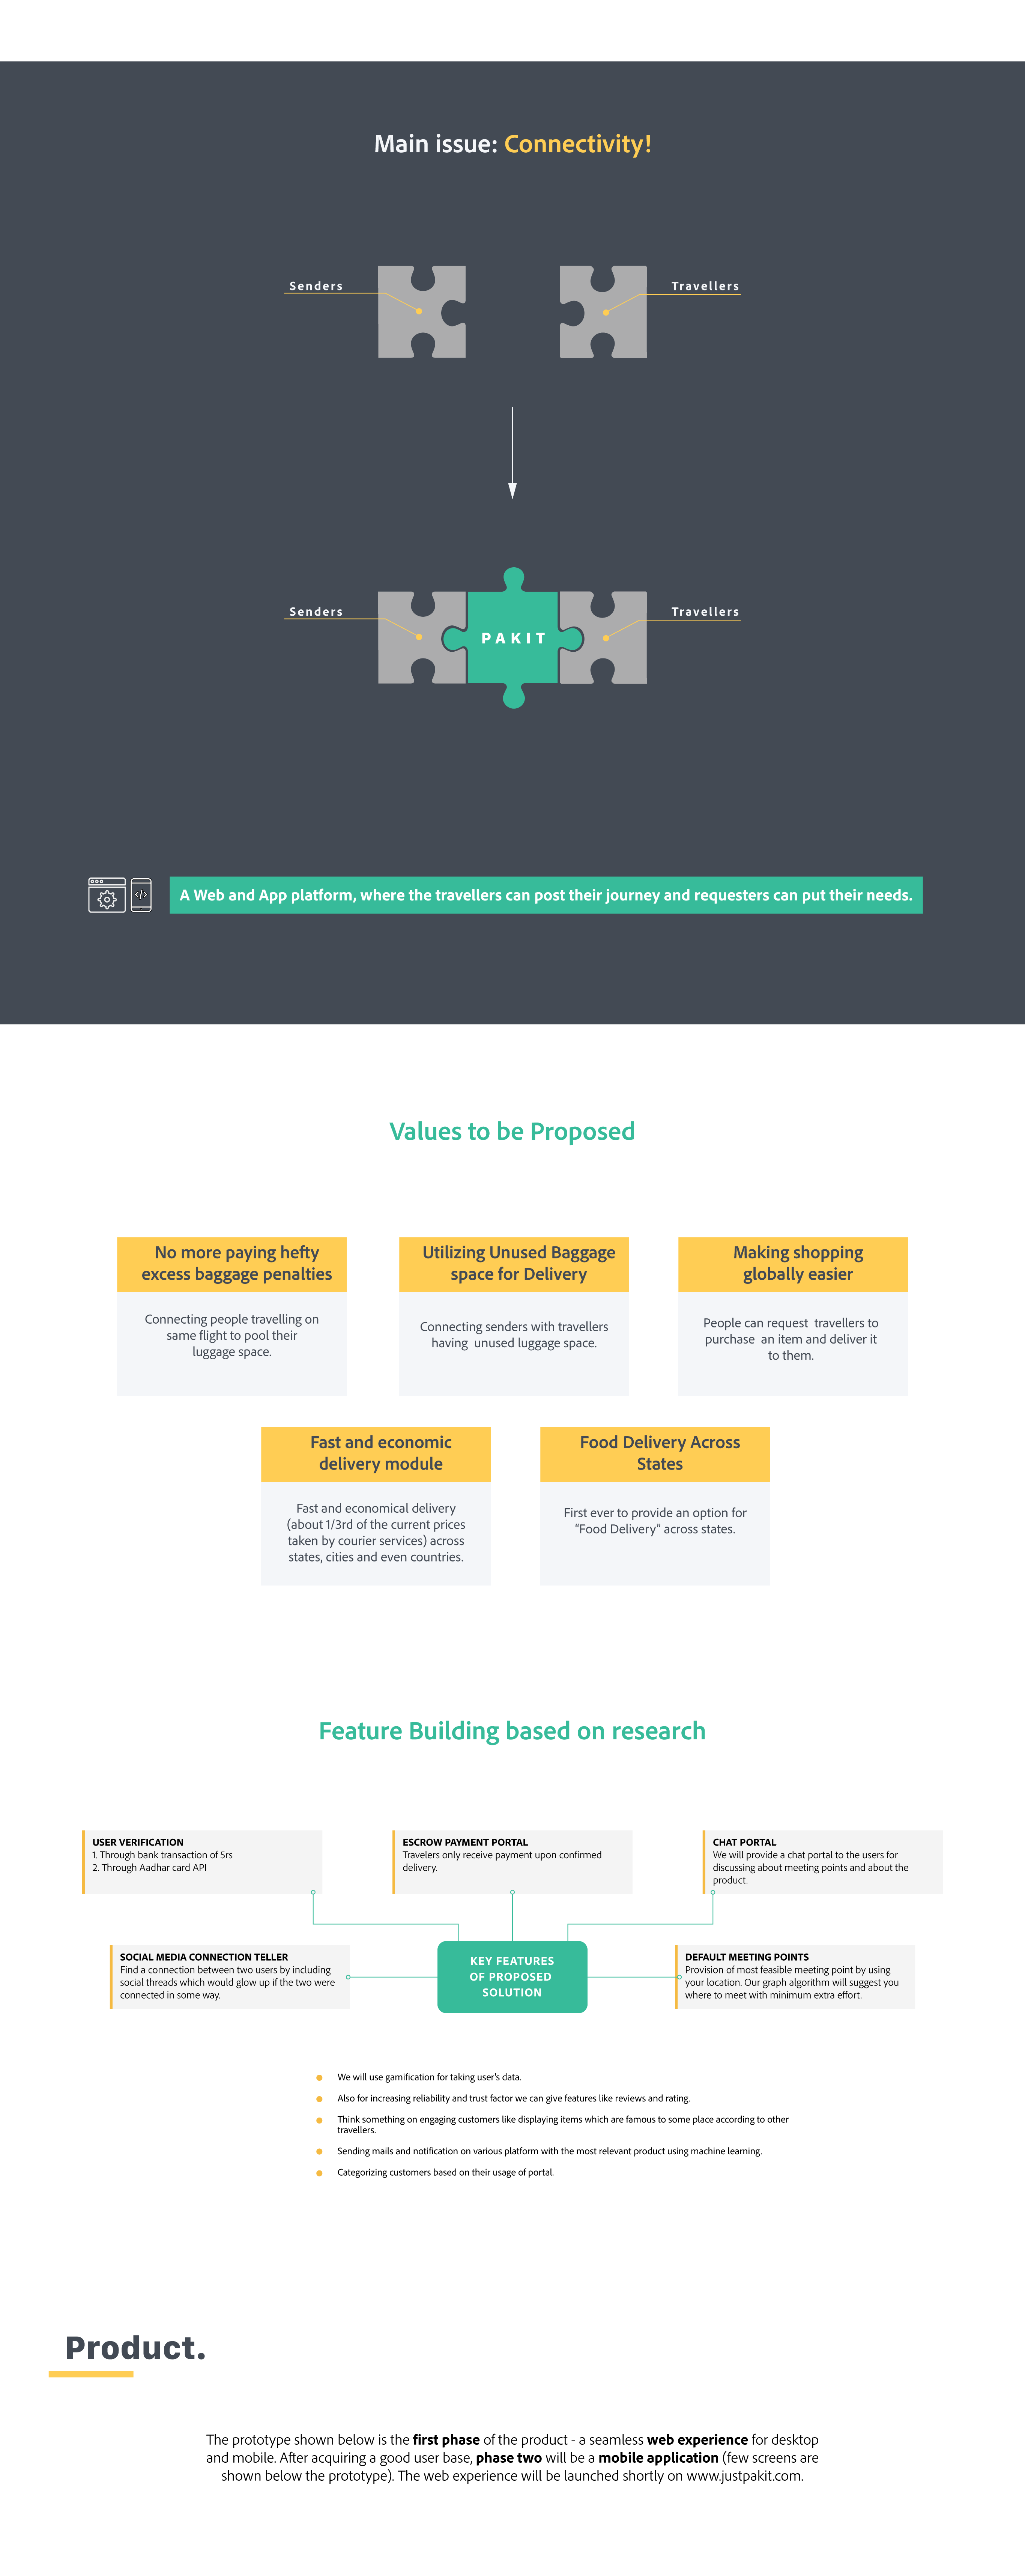 Main issue: Connectivity!
Senders
Travellers
Senders
PAKIT
Travellers
A Web and App platform, where the travellers can post their journey and requesters can put their needs.
Values to be Proposed
No more paying hefty
excess baggage penalties
Connecting people travelling on
same flight to pool their
luggage space.
Utilizing Unused Baggage
space for Delivery
Connecting senders with travellers
having unused luggage space.
Making shopping
globally easier
People can request travellers to
purchase an item and deliver it
to them.
Fast and economic
delivery module
Fast and economical delivery
(about 1/3rd of the current prices
taken by courier services) across
states, cities and even countries.
Food Delivery Across
States
First ever to provide an option for
“Food Delivery” across states.
Feature Building based on research
USER VERIFICATION
1. Through bank transaction of 5rs
2. Through Aadhar card API
ESCROW PAYMENT PORTAL
Travelers only receive payment upon confirmed
delivery.
CHAT PORTAL
We will provide a chat portal to the users for
discussing about meeting points and about the
product.
SOCIAL MEDIA CONNECTION TELLER
Find a connection between two users by including
social threads which would glow up if the two were
connected in some way.
KEY FEATURES
OF PROPOSED
SOLUTION
DEFAULT MEETING POINTS
Provision of most feasible meeting point by using
your location. Our graph algorithm will suggest you
where to meet with minimum extra effort.
We will use gamification for taking user’s data.
Also for increasing reliability and trust factor we can give features like reviews and rating.
Think something on engaging customers like displaying items which are famous to some place according to other
travellers.
Sending mails and notification on various platform with the most relevant product using machine learning.
Categorizing customers based on their usage of portal.
Product.
The prototype shown below is the first phase of the product - a seamless web experience for desktop
and mobile. After acquiring a good user base, phase two will be a mobile application (few screens are
shown below the prototype). The web experience will be launched shortly on www.justpakit.com.